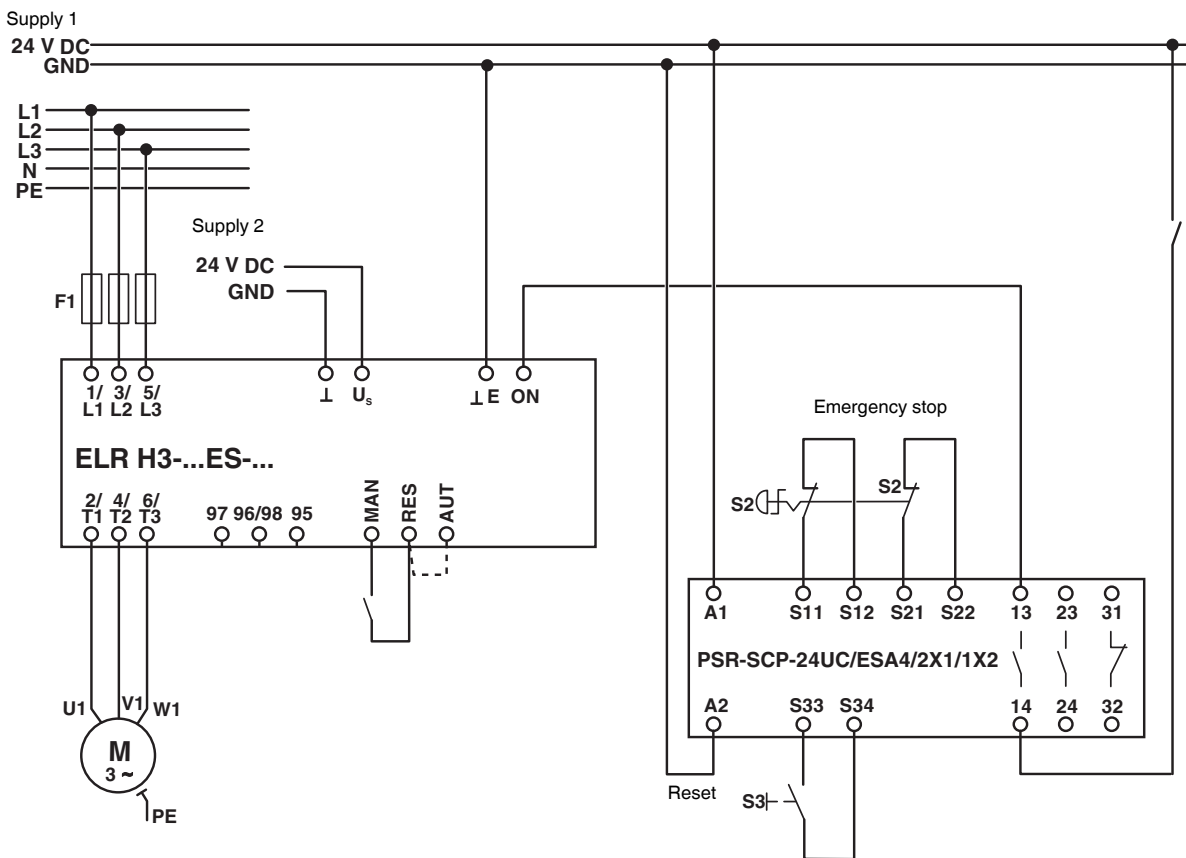 Supply 1
24 V DC
GND
L1
L2
L3
N
PE
Supply 2
24 V DC
GND
F1
1/ 3/ 5/
L1 L2 L3
⊥ Us
⊥ E ON
ELR H3-...ES-...
2/ 4/ 6/
T1 T2 T3
97 96/98 95
MAN
RES
AUT
Emergency stop
S2
S2
A1 S11 S12 S21 S22 13 23 31
PSR-SCP-24UC/ESA4/2X1/1X2
A2 S33 S34 14 24 32
U1 V1 W1
M
3 ~
PE
Reset
S3